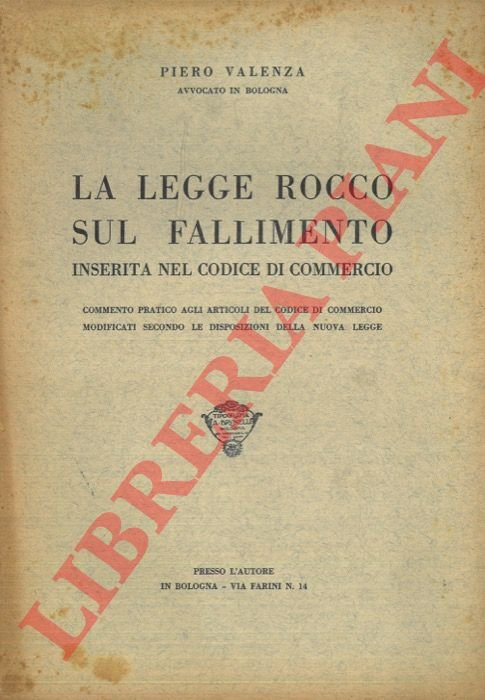 PIERO VALENZA
AVVOCATO IN BOLOGNA
LA LEGGE ROCCO
SUL FALLIMENTO
INSERITA NEL CODICE DI COMMERCIO
COMMENTO PRATICO AGLI ARTICOLI DEL CODICE DI COMMERCIO
MODIFICATI SECONDO LE DISPOSIZIONI DELLA NUOVA LEGGE
TIPOGRAFIA
PRESSO L'AUTORE
IN BOLOGNA - VIA FARINI N. 14
LIBRERIA PIANI